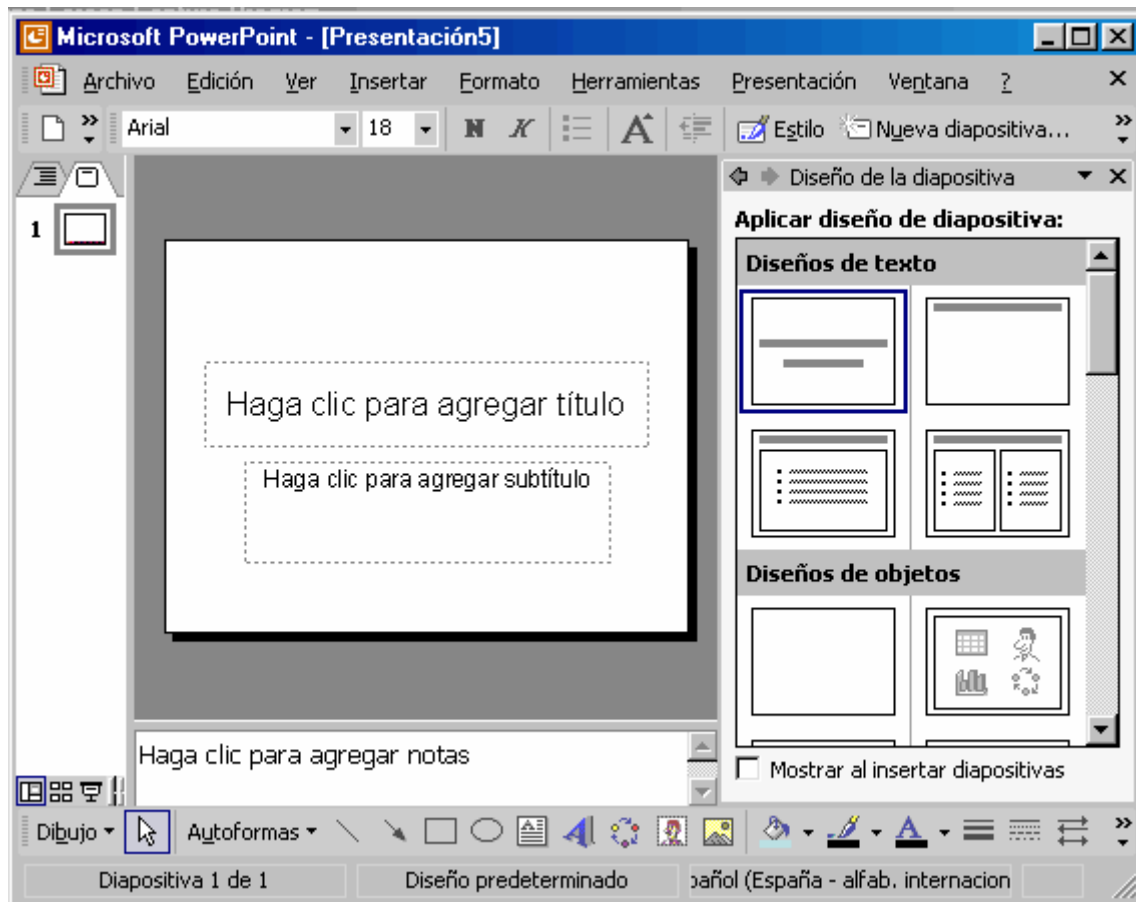 Microsoft PowerPoint - [Presentación5]
Archivo Edición Ver Insertar Formato Herramientas Presentación Ventana ?
Arial 18 N K A Estilo Nueva diapositiva...
Diseño de la diapositiva
1
Aplicar diseño de diapositiva:
Diseños de texto
Haga clic para agregar título
Haga clic para agregar subtítulo
Diseños de objetos
Haga clic para agregar notas
Mostrar al insertar diapositivas
Dibujo Autoformas
Diapositiva 1 de 1 Diseño predeterminado pañol (España - alfab. internacion